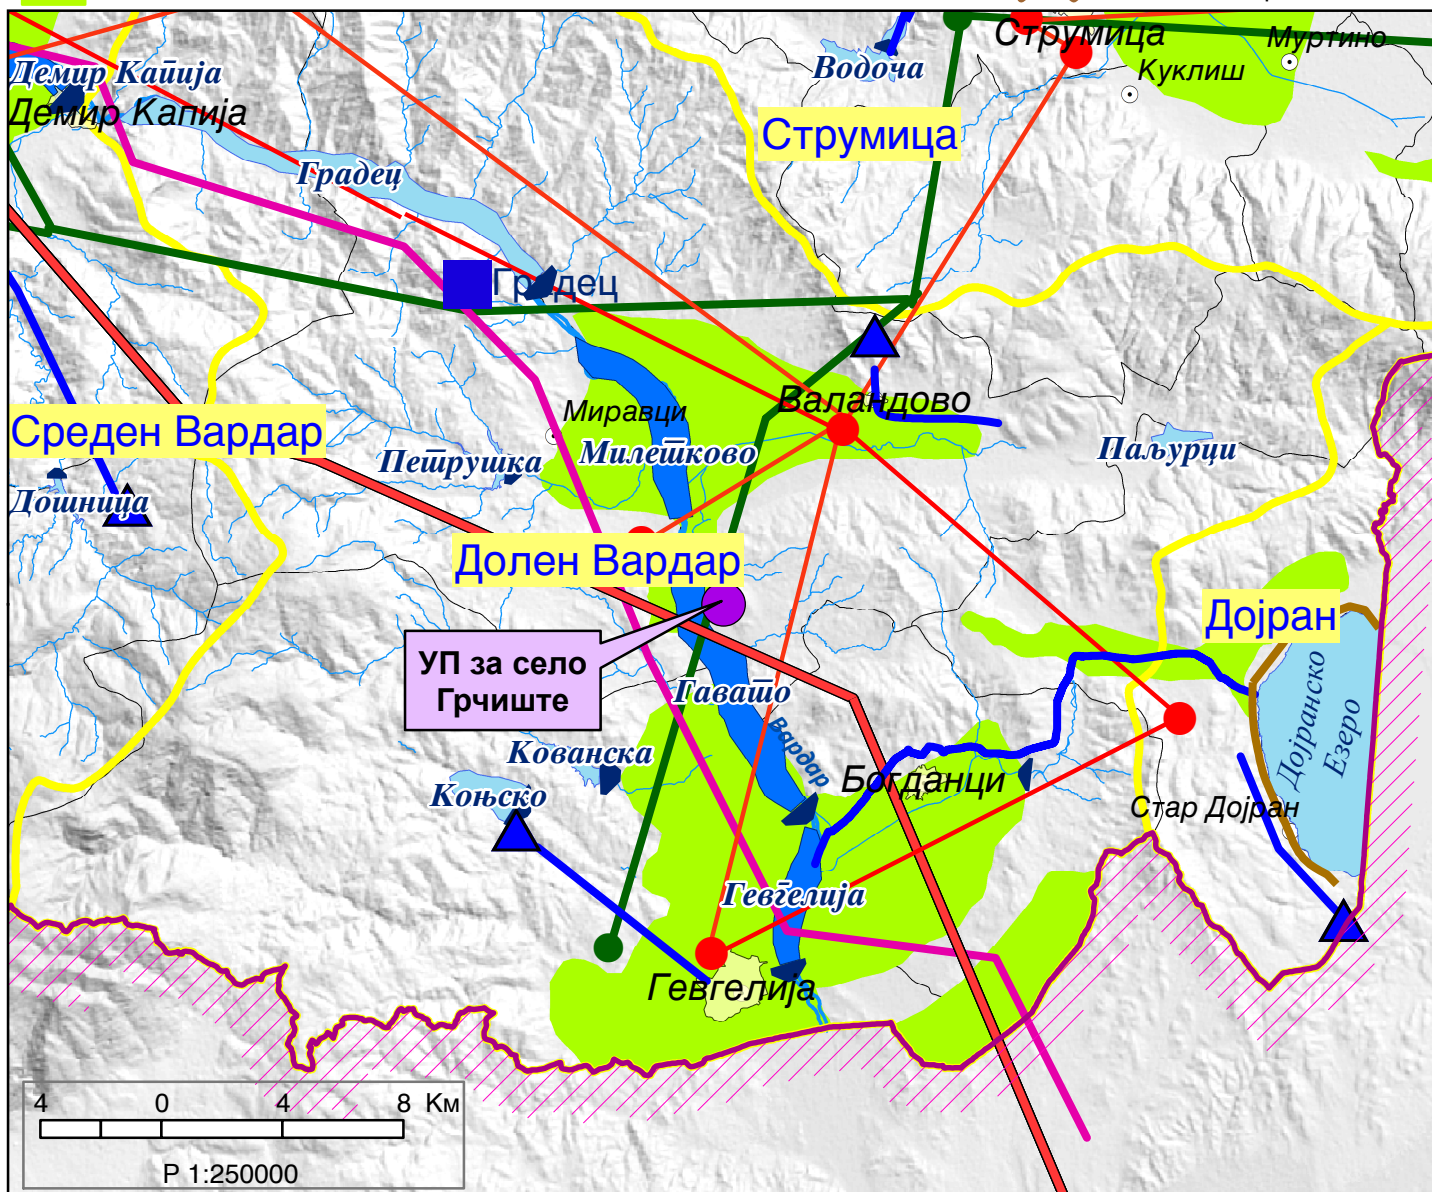 Струмица
Муртино
Водоча
Куклиш
Демир Капија
Демир Капија
Струмица
Градец
Градец
Валандово
Миравци
Среден Вардар
Милетково
Петрушка
Паљурци
Дошница
Долен Вардар
Дојран
УП за село
Грчиште
Гавато
Дојранско
Езеро
Вардар
Кованска
Богданци
Коњско
Стар Дојран
Гевгелија
Гевгелија
4 0 4 8 Км
Р 1:250000